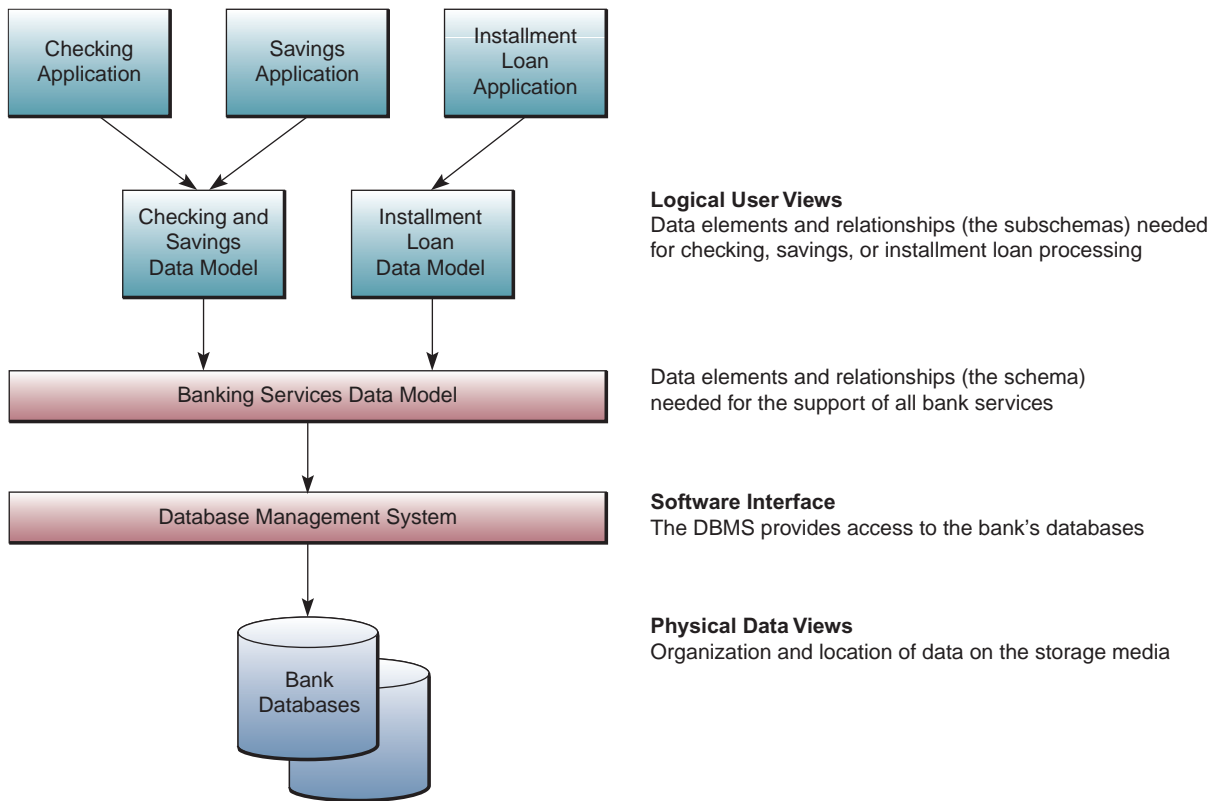 Checking
Application
Savings
Application
Installment
Loan
Application
Checking and
Savings
Data Model
Installment
Loan
Data Model
Logical User Views
Data elements and relationships (the subschemas) needed
for checking, savings, or installment loan processing
Banking Services Data Model
Data elements and relationships (the schema)
needed for the support of all bank services
Database Management System
Software Interface
The DBMS provides access to the bank’s databases
Bank
Databases
Physical Data Views
Organization and location of data on the storage media